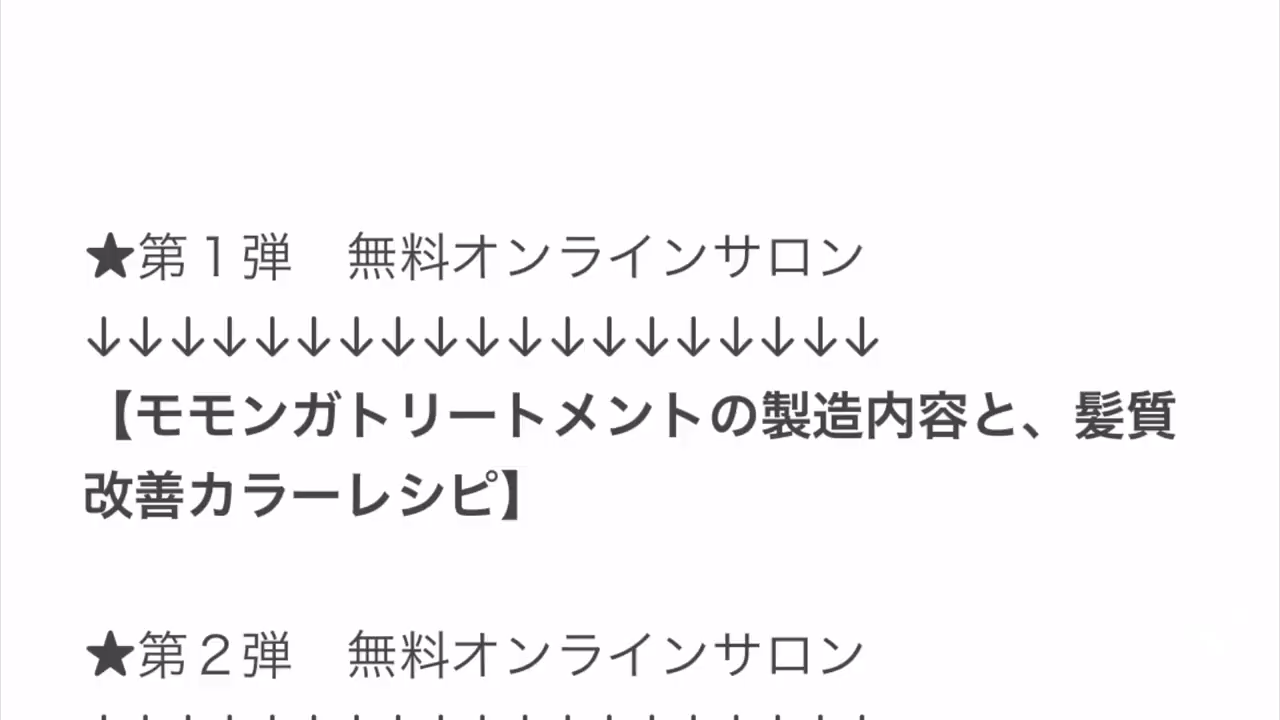 ★第１弾　無料オンラインサロン
↓↓↓↓↓↓↓↓↓↓↓↓↓↓↓↓↓↓↓
【モモンガトリートメントの製造内容と、髪質
改善カラーレシピ】
★第２弾　無料オンラインサロン